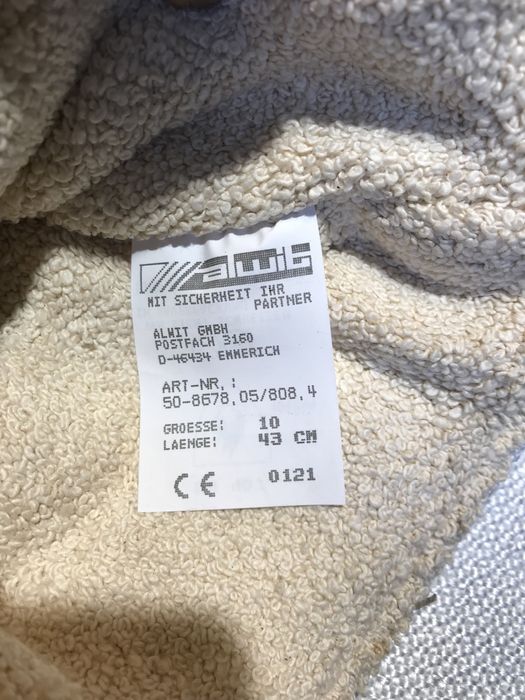 alwit
MIT SICHERHEIT IHR
PARTNER
ALWIT GMBH
POSTFACH 3160
D-46434 EMMERICH
ART-NR.:
50-8678.05/808.4
GROESSE: 10
LAENGE: 43 CM
CE 0121